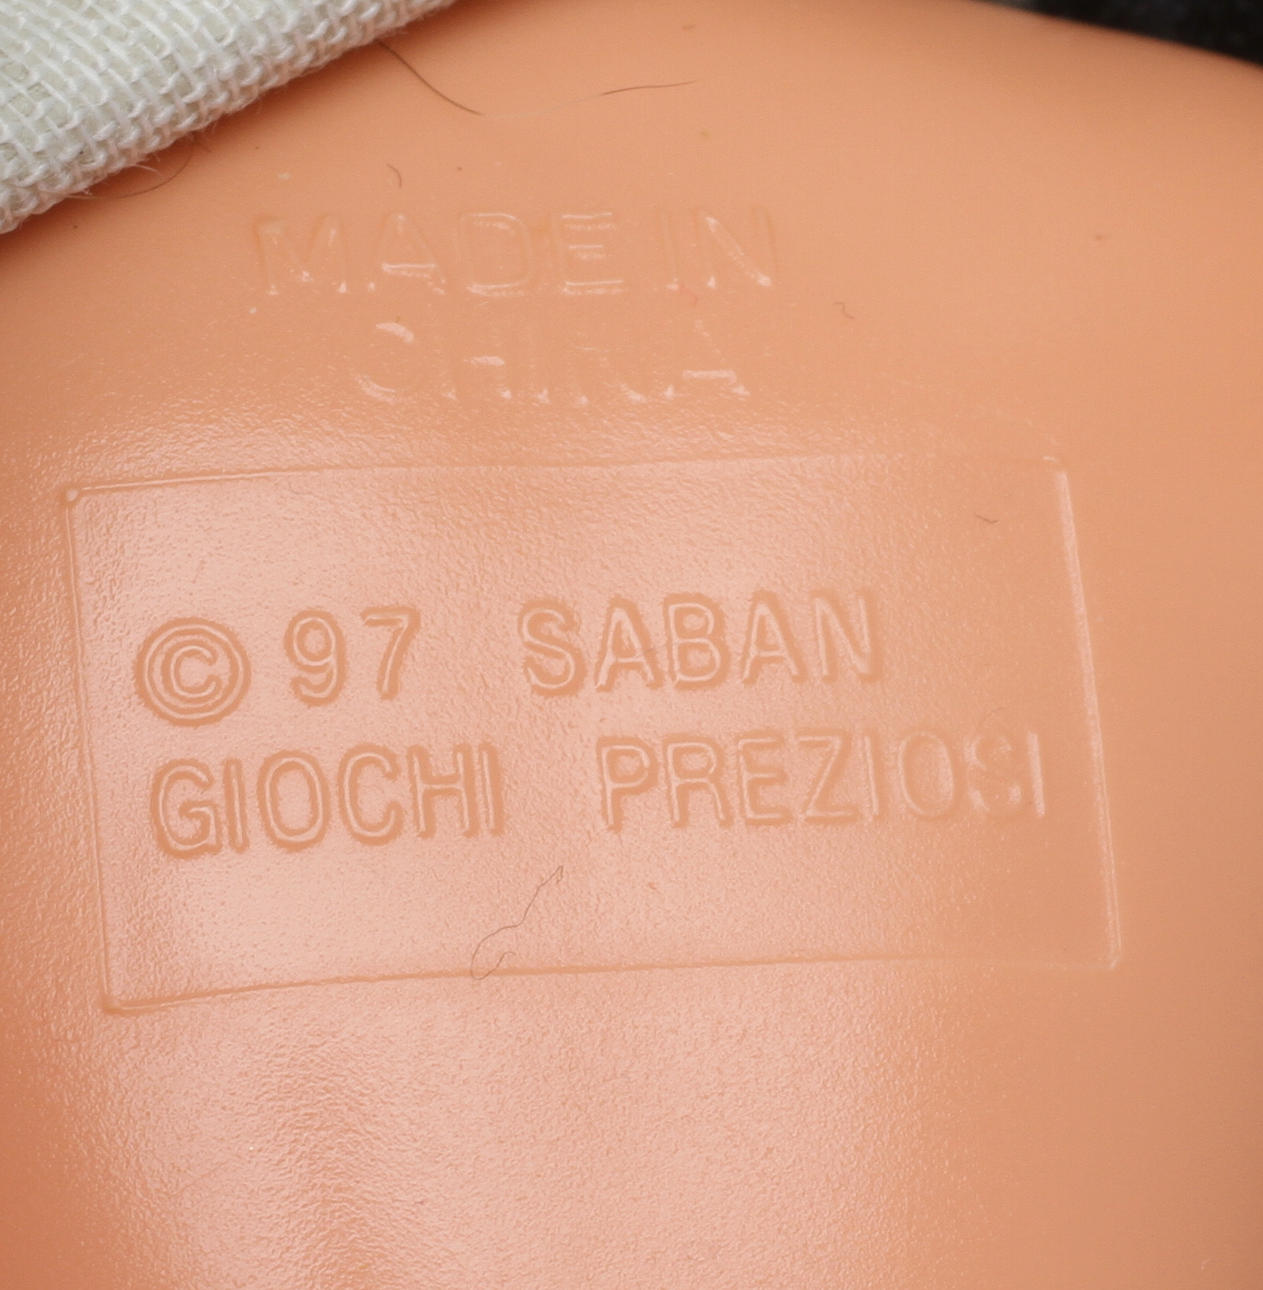 MADE IN
CHINA
© 97 SABAN
GIOCHI PREZIOSI